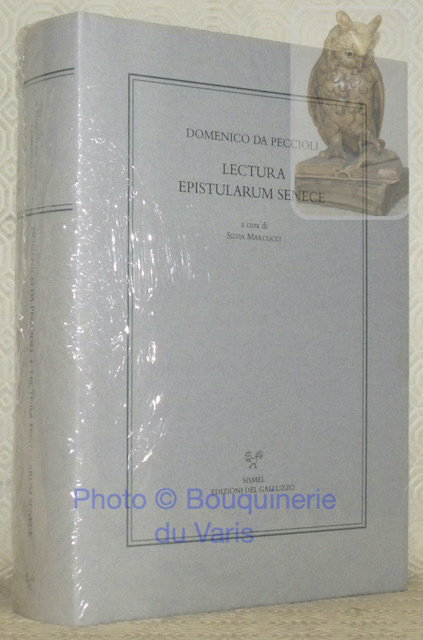 DOMENICO DA PECCIOLI
LECTURA
EPISTULARUM SENECE
a cura di
SILVIA MARCUCCI
SISMEL
EDIZIONI DEL GALLUZZO
Photo © Bouquinerie
du Varis